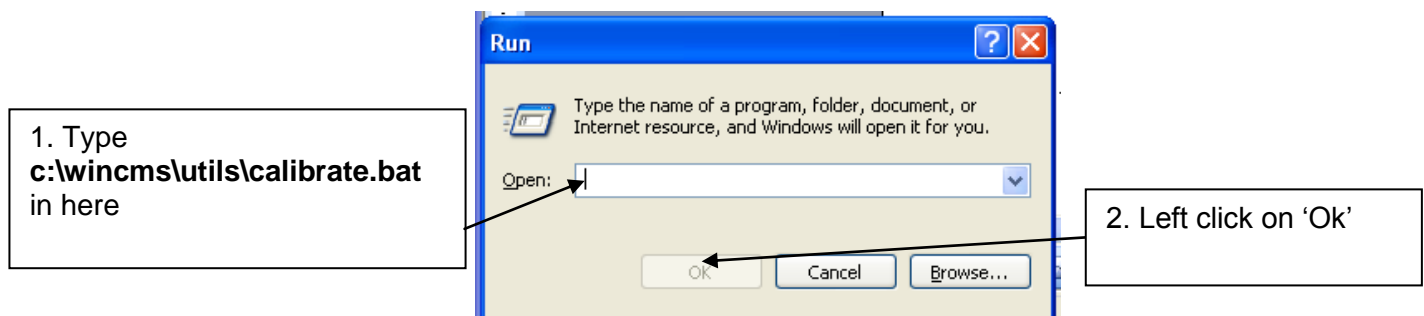 Run
Type the name of a program, folder, document, or
Internet resource, and Windows will open it for you.
1. Type
c:\wincms\utils\calibrate.bat
in here
Open:
2. Left click on ‘Ok’
OK
Cancel
Browse...